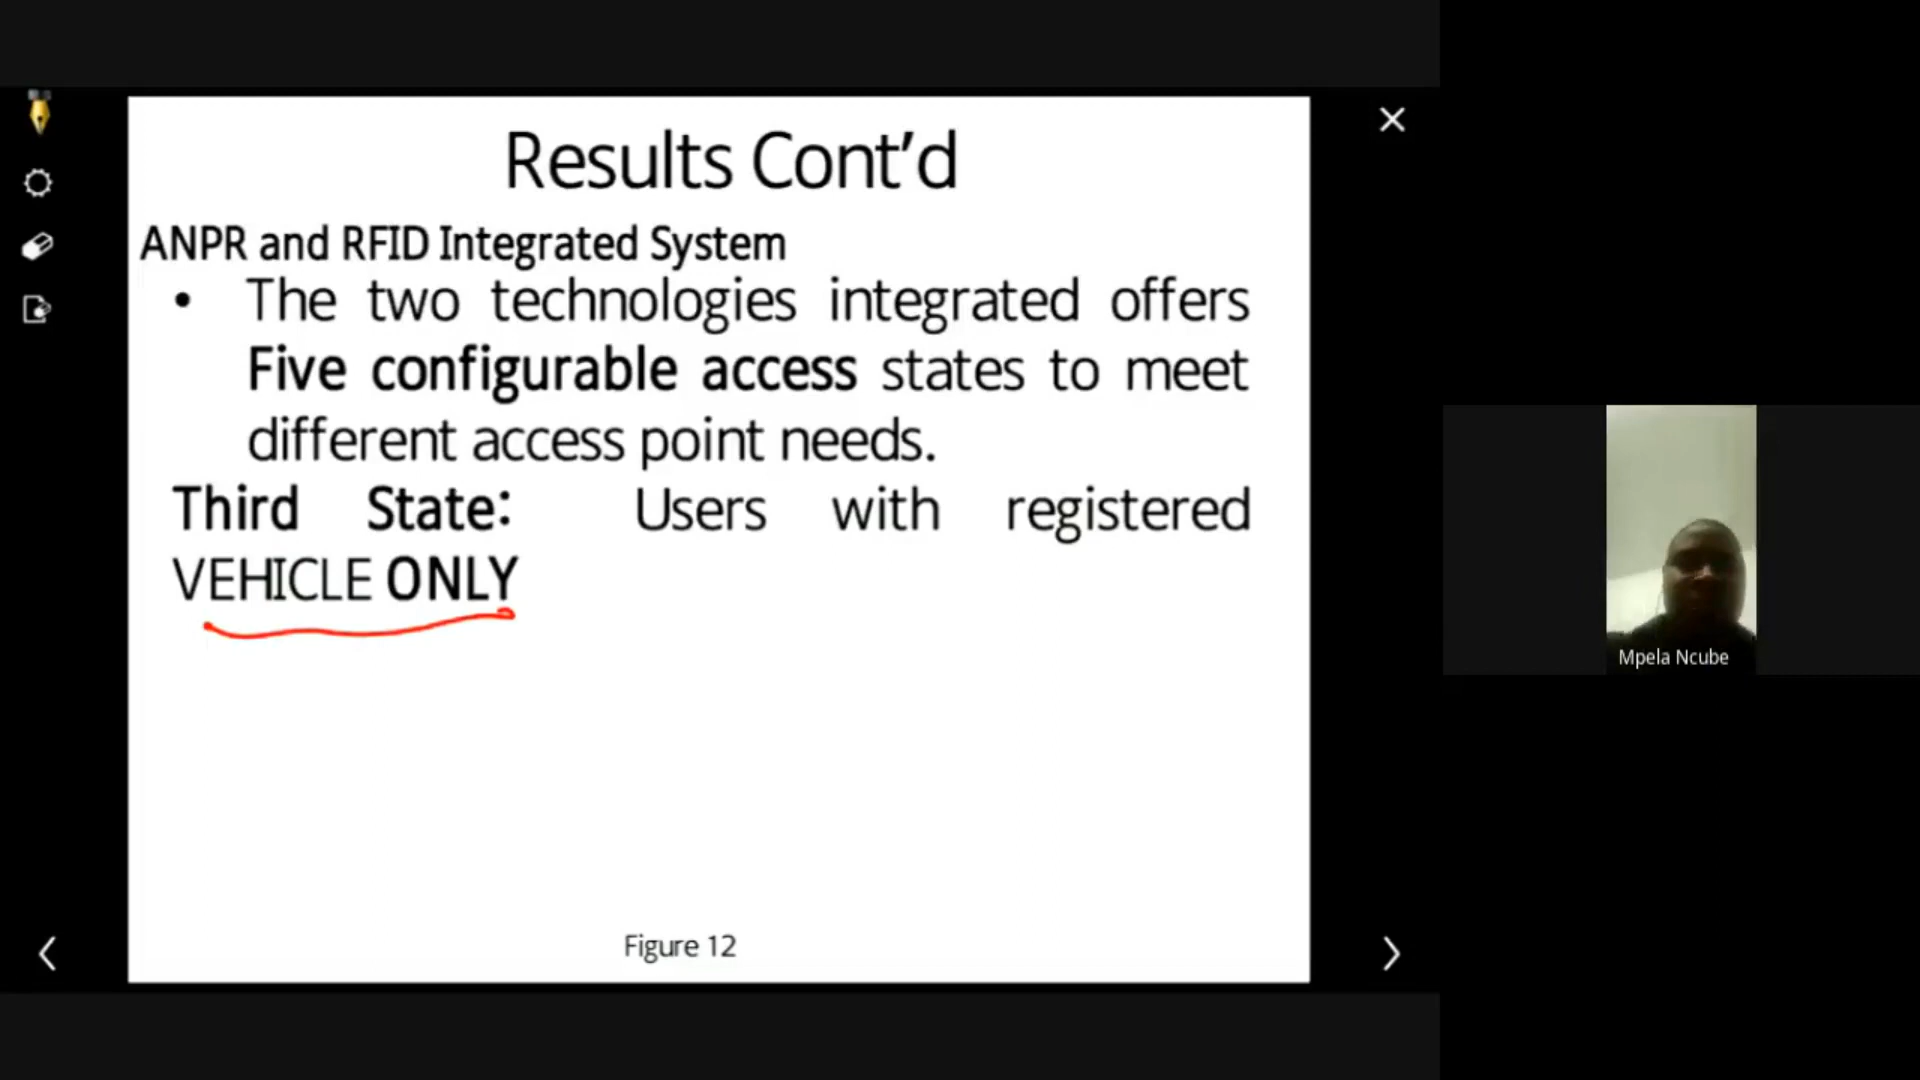 Results Cont’d
ANPR and RFID Integrated System
• The two technologies integrated offers
Five configurable access states to meet
different access point needs.
Third State: Users with registered
VEHICLE ONLY
Figure 12
Mpela Ncube